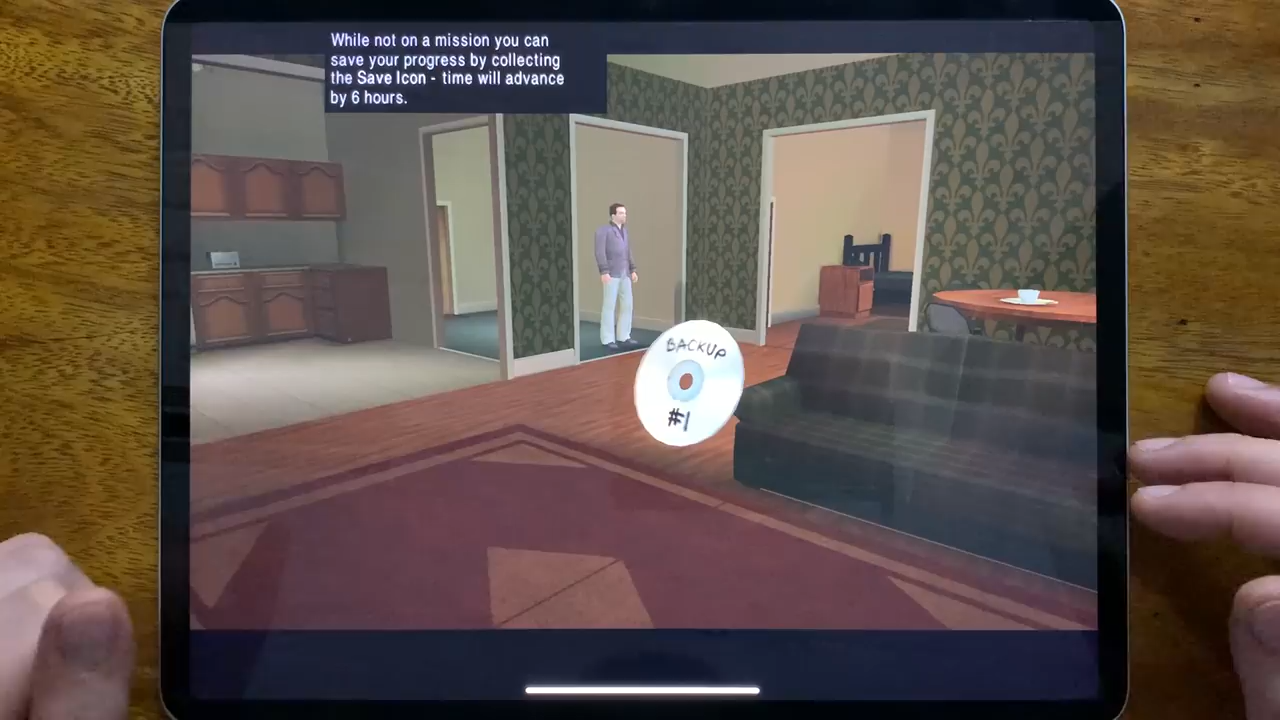 While not on a mission you can
save your progress by collecting
the Save Icon - time will advance
by 6 hours.
BACKUP
#1